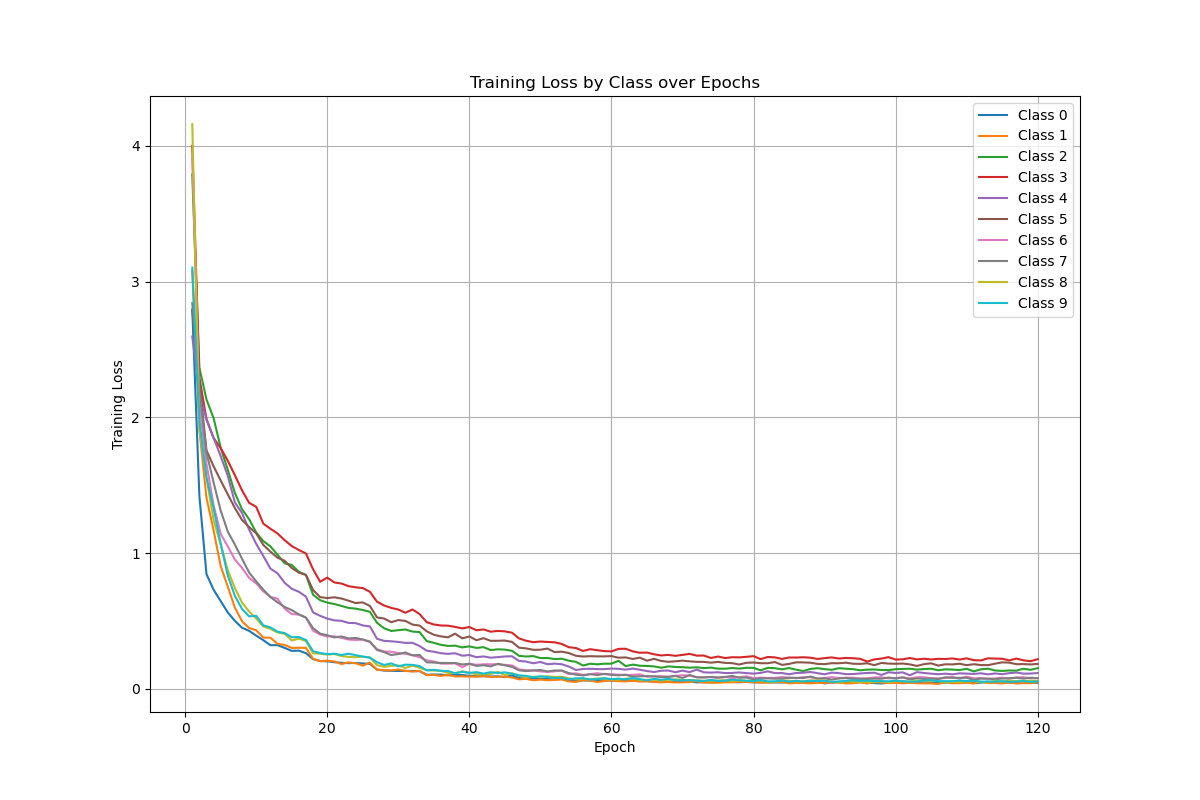 Training Loss by Class over Epochs
Class 0
Class 1
Class 2
Class 3
Class 4
Class 5
Class 6
Class 7
Class 8
Class 9
Training Loss
4
3
2
1
0
0 20 40 60 80 100 120
Epoch